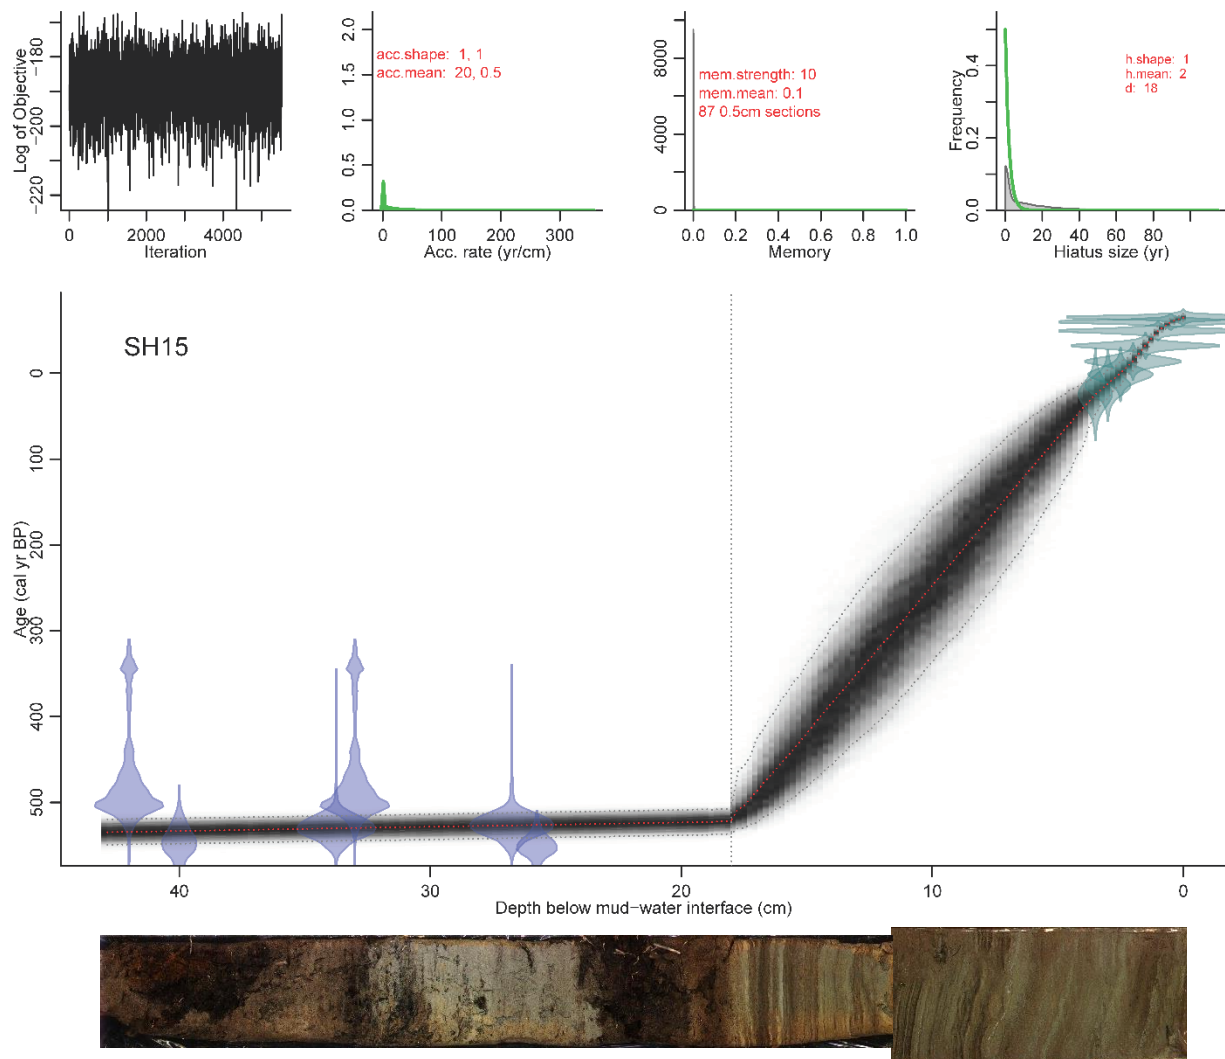 Log of Objective
−180
−200
−220
0 2000 4000
Iteration
acc.shape: 1, 1
acc.mean: 20, 0.5
2.0
1.5
1.0
0.5
0.0
0 100 200 300
Acc. rate (yr/cm)
mem.strength: 10
mem.mean: 0.1
87 0.5cm sections
8000
4000
0
0.0 0.2 0.4 0.6 0.8 1.0
Memory
Frequency
h.shape: 1
h.mean: 2
d: 18
0.4
0.2
0.0
0 20 40 60 80
Hiatus size (yr)
SH15
Age (cal yr BP)
0
100
200
300
400
500
40 30 20 10 0
Depth below mud−water interface (cm)